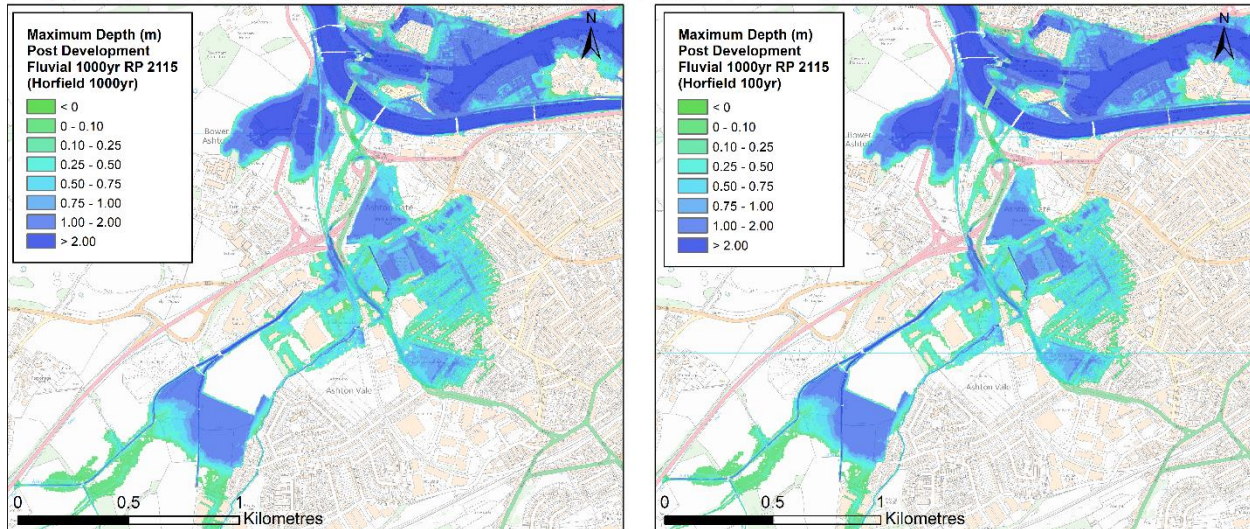 Maximum Depth (m)
Post Development
Fluvial 1000yr RP 2115
(Horfield 1000yr)
< 0
0 - 0.10
0.10 - 0.25
0.25 - 0.50
0.50 - 0.75
0.75 - 1.00
1.00 - 2.00
> 2.00
N
Bower
Ashton
Ashton Gate
Ashton Vale
0
0.5
1
Kilometres
Maximum Depth (m)
Post Development
Fluvial 1000yr RP 2115
(Horfield 100yr)
< 0
0 - 0.10
0.10 - 0.25
0.25 - 0.50
0.50 - 0.75
0.75 - 1.00
1.00 - 2.00
> 2.00
N
Bower
Ashton
Ashton Gate
Ashton Vale
0
0.5
1
Kilometres